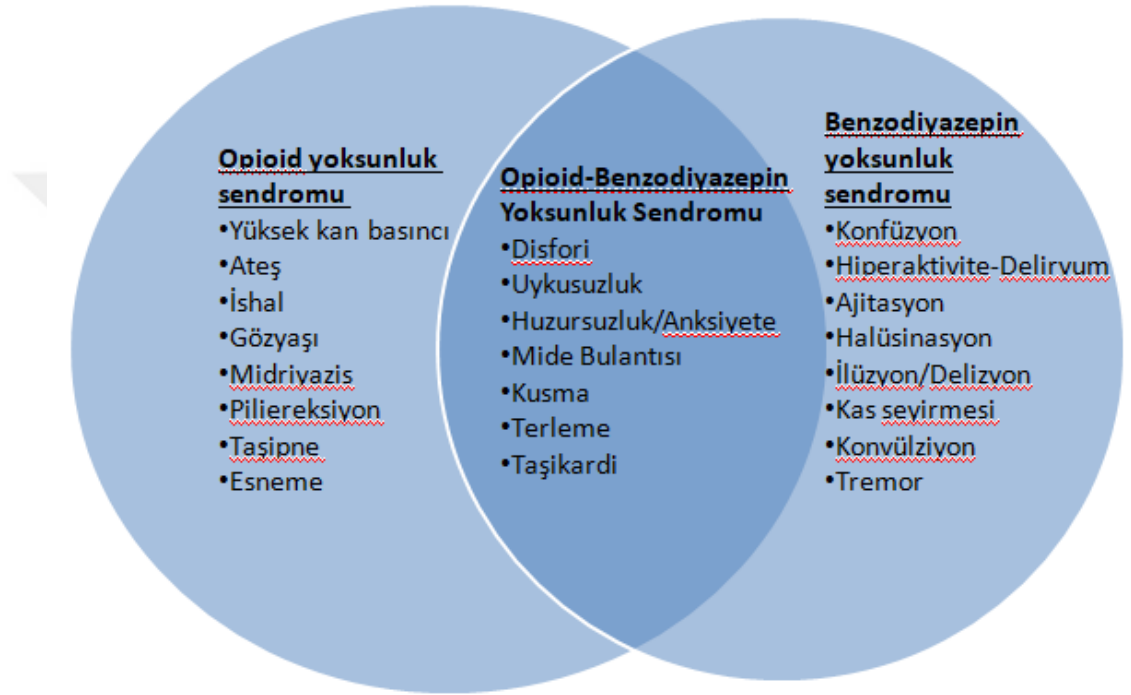 Opioid yoksunluk
sendromu
•Yüksek kan basıncı
•Ateş
•İshal
•Gözyaşı
•Midriyazis
•Piliereksiyon
•Taşipne
•Esneme
Opioid-Benzodiyazepin
Yoksunluk Sendromu
•Disfori
•Uykusuzluk
•Huzursuzluk/Anksiyete
•Mide Bulantısı
•Kusma
•Terleme
•Taşikardi
Benzodiyazepin
yoksunluk
sendromu
•Konfüzyon
•Hiperaktivite-Deliryum
•Ajitasyon
•Halüsinasyon
•İlüzyon/Delizyon
•Kas seyirmesi
•Konvülziyon
•Tremor